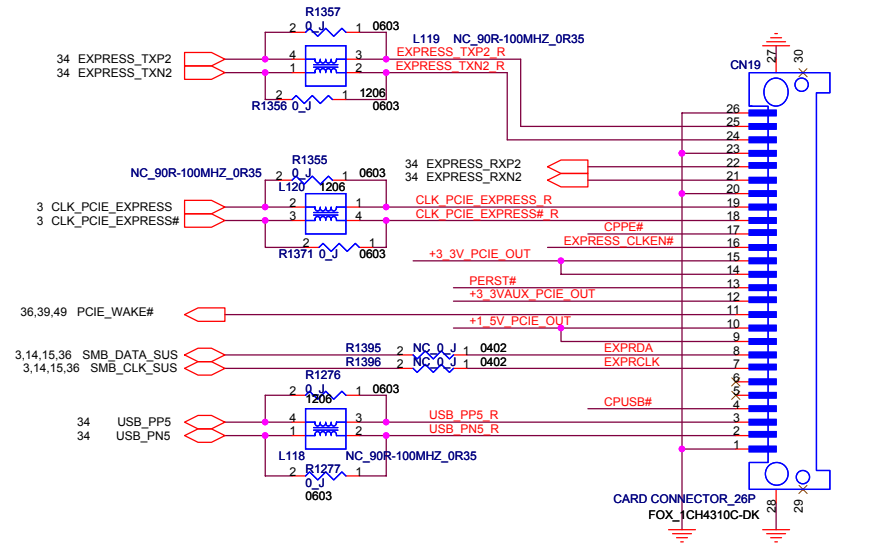 R1357
2 0_J 1 0603
L119 NC_90R-100MHZ_0R35
34 EXPRESS_TXP2 4 3 EXPRESS_TXP2_R
34 EXPRESS_TXN2 1 2 EXPRESS_TXN2_R
2 1 1206
R1356 0_J 0603
27 30
CN19
26
25
24
23
34 EXPRESS_RXP2 22
34 EXPRESS_RXN2 21
20
R1355
NC_90R-100MHZ_0R35 2 0_J 1 0603
L120 1206
3 CLK_PCIE_EXPRESS 2 1 CLK_PCIE_EXPRESS_R 19
3 CLK_PCIE_EXPRESS# 3 4 CLK_PCIE_EXPRESS#_R 18
2 1
R1371 0_J 0603
CPPE# 17
EXPRESS_CLKEN# 16
+3_3V_PCIE_OUT 15
14
PERST# 13
+3_3VAUX_PCIE_OUT 12
36,39,49 PCIE_WAKE# 11
+1_5V_PCIE_OUT 10
9
3,14,15,36 SMB_DATA_SUS R1395 2 NC_0_J 1 0402 EXPRDA 8
3,14,15,36 SMB_CLK_SUS R1396 2 NC_0_J 1 0402 EXPRCLK 7
6
5
R1276
2 0_J 1 0603
1206
CPUSB# 4
34 USB_PP5 4 3 USB_PP5_R 3
34 USB_PN5 1 2 USB_PN5_R 2
1
L118 NC_90R-100MHZ_0R35
2 R1277 1
0_J
0603
CARD CONNECTOR_26P
FOX_1CH4310C-DK
28 29